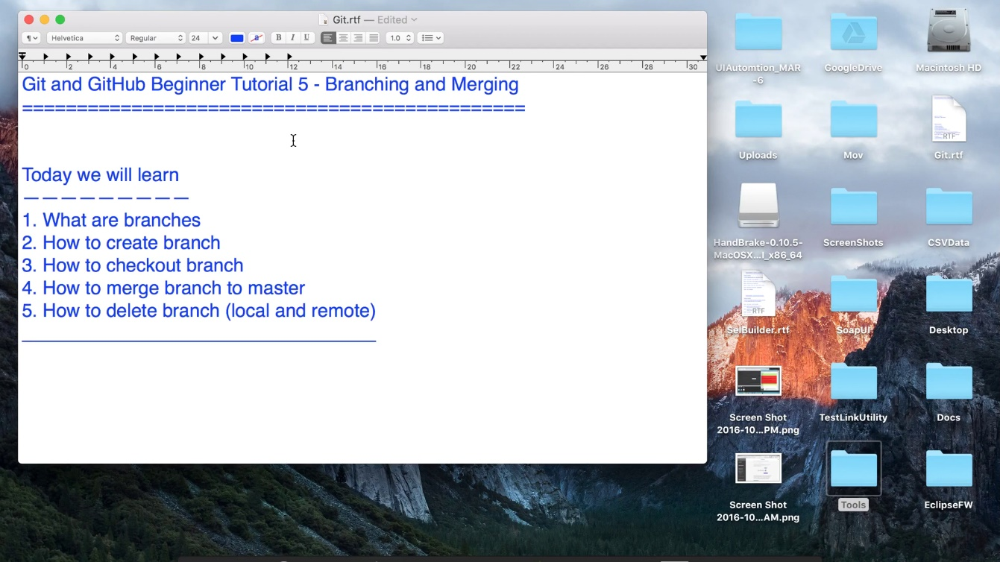 Git.rtf — Edited
¶
Helvetica
Regular
24
a
B
I
U
1.0
0 2 4 6 8 10 12 14 16 18 20 22 24 26 28 30
Git and GitHub Beginner Tutorial 5 - Branching and Merging
==============================================
Today we will learn
— — — — — — — — —
1. What are branches
2. How to create branch
3. How to checkout branch
4. How to merge branch to master
5. How to delete branch (local and remote)
UIAutomtion_MAR
-6
GoogleDrive
Macintosh HD
Uploads
Mov
RTF
Git.rtf
HandBrake-0.10.5-
MacOSX...I_x86_64
ScreenShots
CSVData
RTF
SelBuilder.rtf
SoapUI
Desktop
Screen Shot
2016-10...PM.png
TestLinkUtility
Docs
Screen Shot
2016-10...AM.png
Tools
EclipseFW